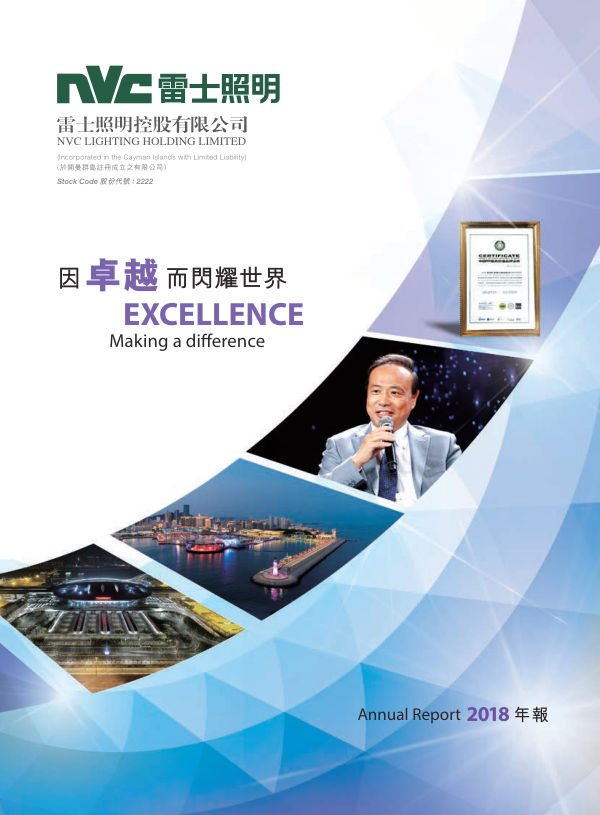 nvc 雷士照明
雷士照明控股有限公司
NVC LIGHTING HOLDING LIMITED
(Incorporated in the Cayman Islands with Limited Liability)
(於開曼群島註冊成立之有限公司)
Stock Code 股份代號 : 2222
CERTIFICATE
因 卓越 而閃耀世界
EXCELLENCE
Making a difference
Annual Report 2018 年報